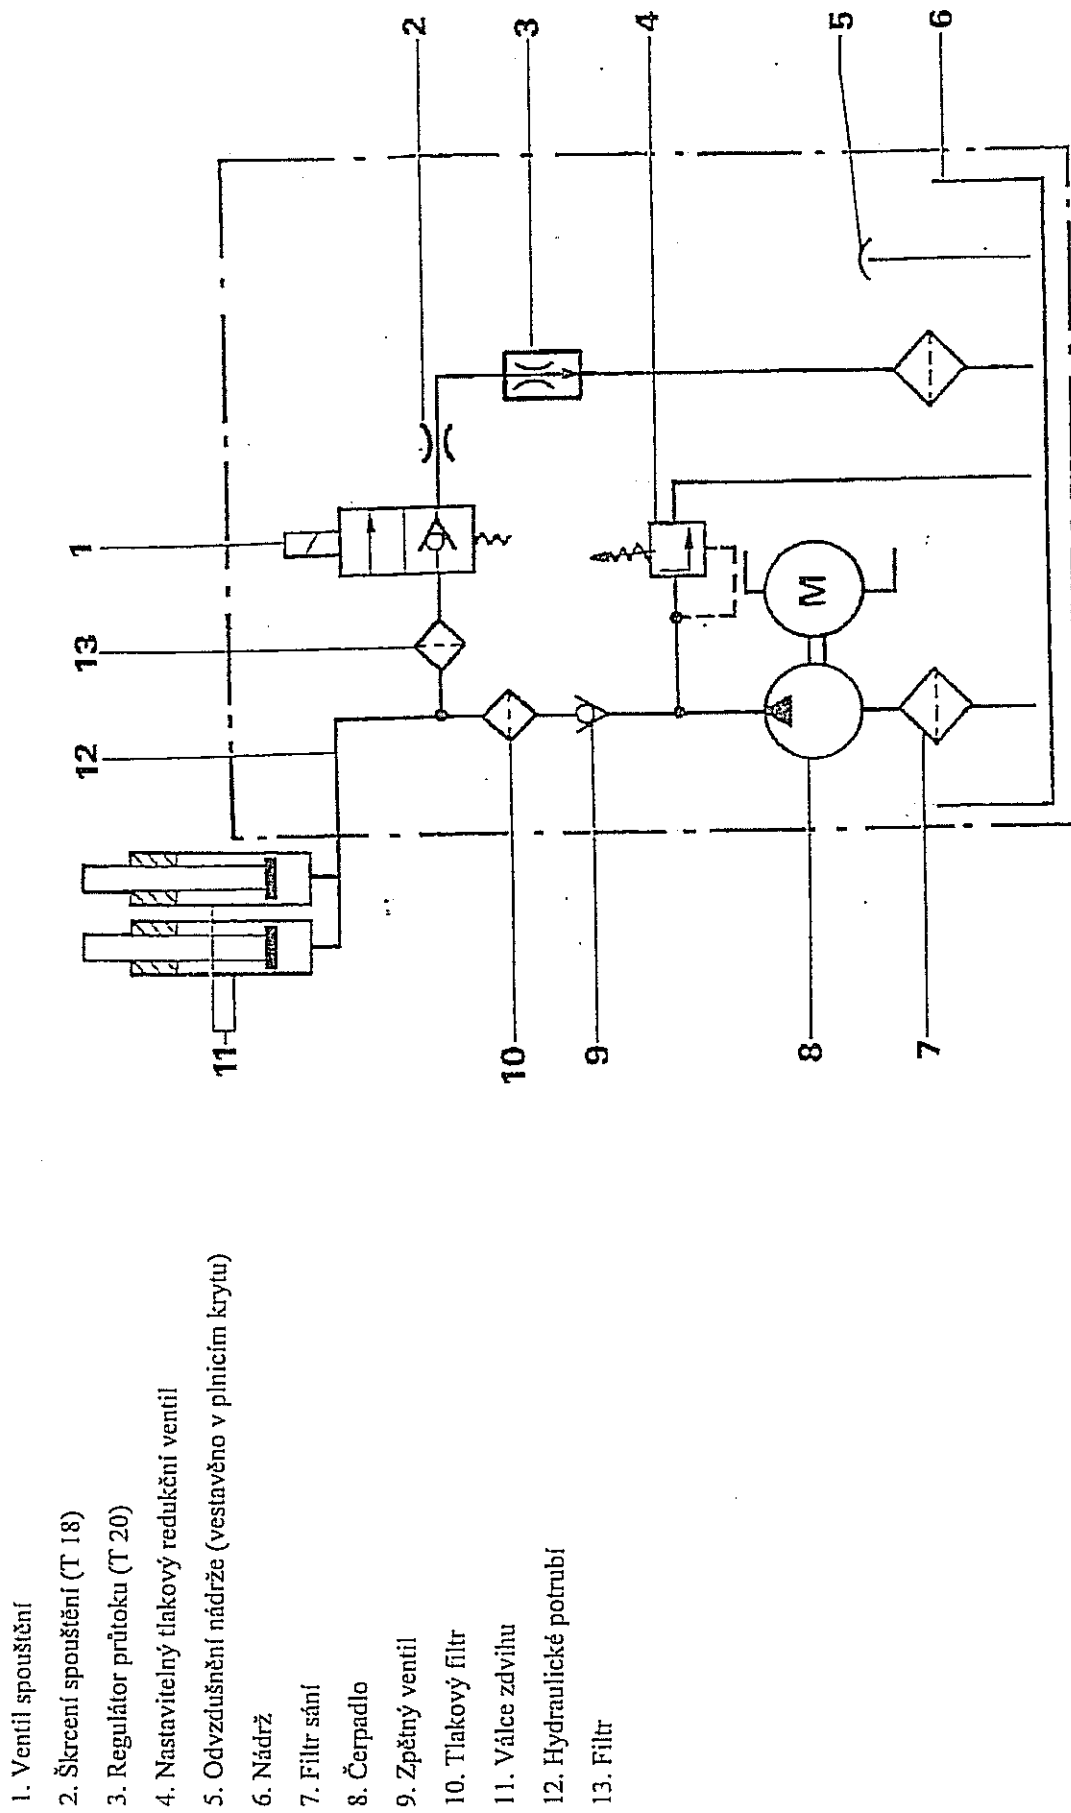 1. Ventil spouštění
2. Škrcení spouštění (T 18)
3. Regulátor průtoku (T 20)
4. Nastavitelný tlakový redukční ventil
5. Odvzdušnění nádrže (vestavěno v plnicím krytu)
6. Nádrž
7. Filtr sání
8. Čerpadlo
9. Zpětný ventil
10. Tlakový filtr
11. Válce zdvihu
12. Hydraulické potrubí
13. Filtr
11
12
13
1
2
3
4
5
6
10
9
8
7
M